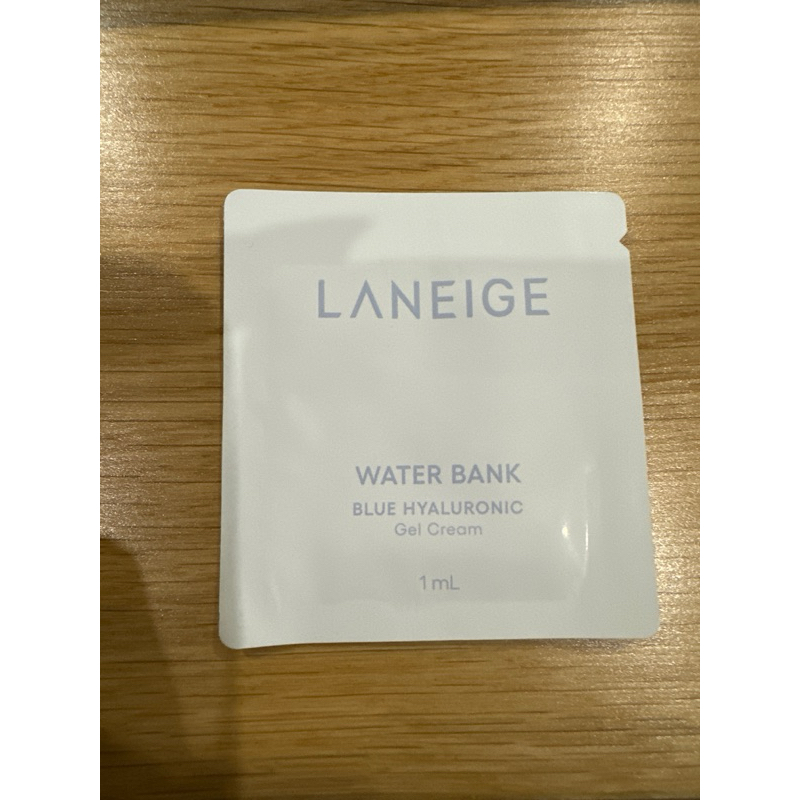 LANEIGE
WATER BANK
BLUE HYALURONIC
Gel Cream
1 mL